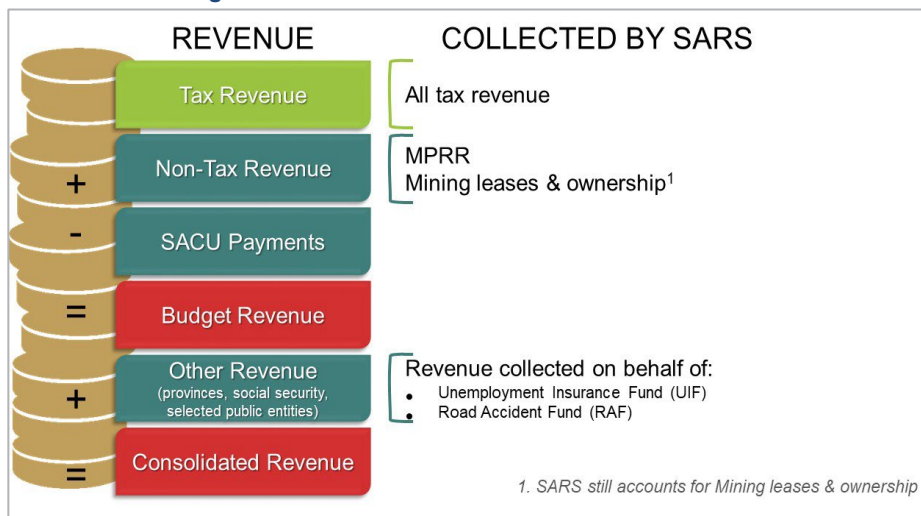 REVENUE
COLLECTED BY SARS
Tax Revenue
All tax revenue
+
Non-Tax Revenue
MPRR
Mining leases & ownership1
-
SACU Payments
=
Budget Revenue
+
Other Revenue
(provinces, social security,
selected public entities)
Revenue collected on behalf of:
• Unemployment Insurance Fund (UIF)
• Road Accident Fund (RAF)
=
Consolidated Revenue
1. SARS still accounts for Mining leases & ownership